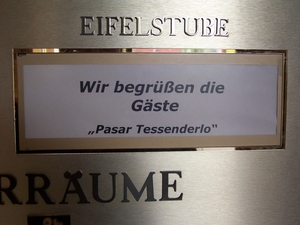 EIFELSTUBE
Wir begrüßen die
Gäste
„Pasar Tessenderlo“
RRÄUME